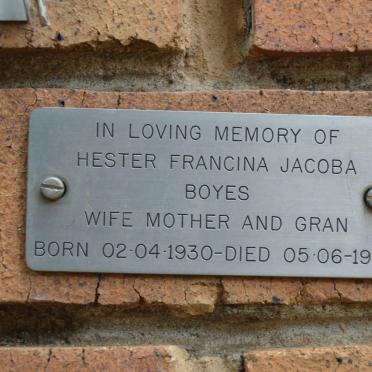 IN LOVING MEMORY OF
HESTER FRANCINA JACOBA
BOYES
WIFE MOTHER AND GRAN
BORN 02·04·1930-DIED 05·06-19